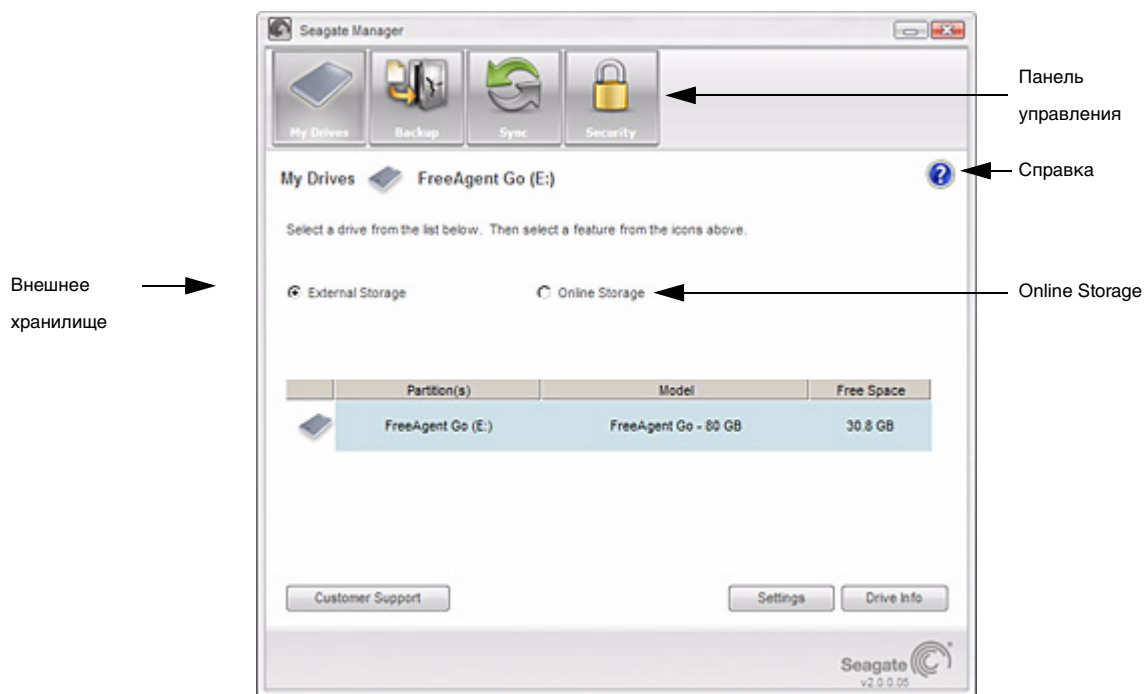 Seagate Manager
My Drives
Backup
Sync
Security
Панель
управления
My Drives
FreeAgent Go (E:)
Справка
Select a drive from the list below. Then select a feature from the icons above.
Внешнее
хранилище
External Storage
Online Storage
Online Storage
Partition(s) Model Free Space
FreeAgent Go (E:) FreeAgent Go - 80 GB 30.8 GB
Customer Support
Settings
Drive Info
Seagate
v2.0.0.05